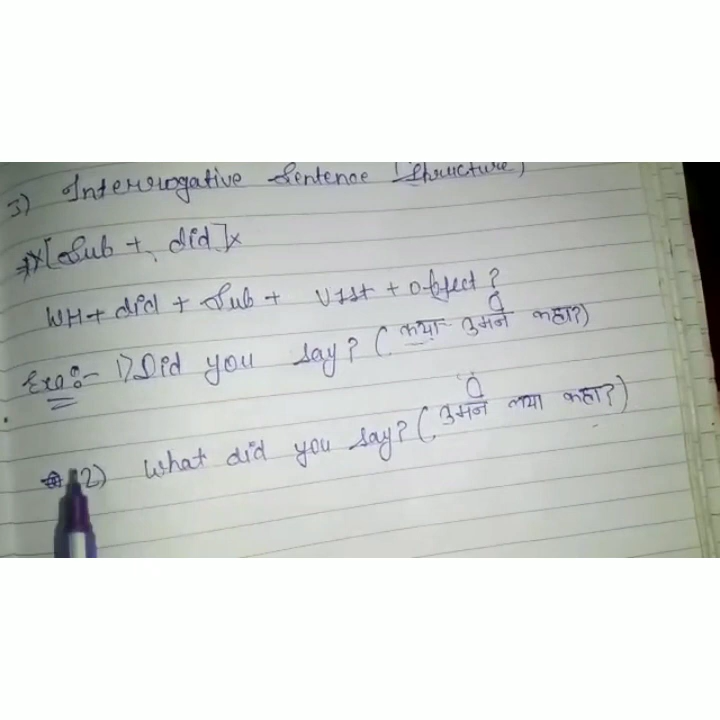 3) Interrogative Sentence (Structure)
*x[Sub + did]x
WH + did + Sub + V1st + object?
Exo:- 1) Did you say? (क्या तुमने कहा?)
2) What did you say? (तुमने क्या कहा?)